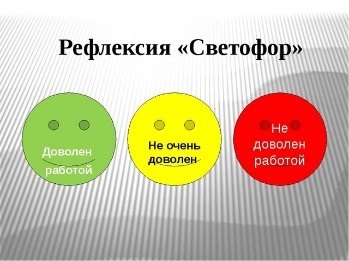 Рефлексия «Светофор»
Доволен
работой
Не очень
доволен
Не
доволен
работой